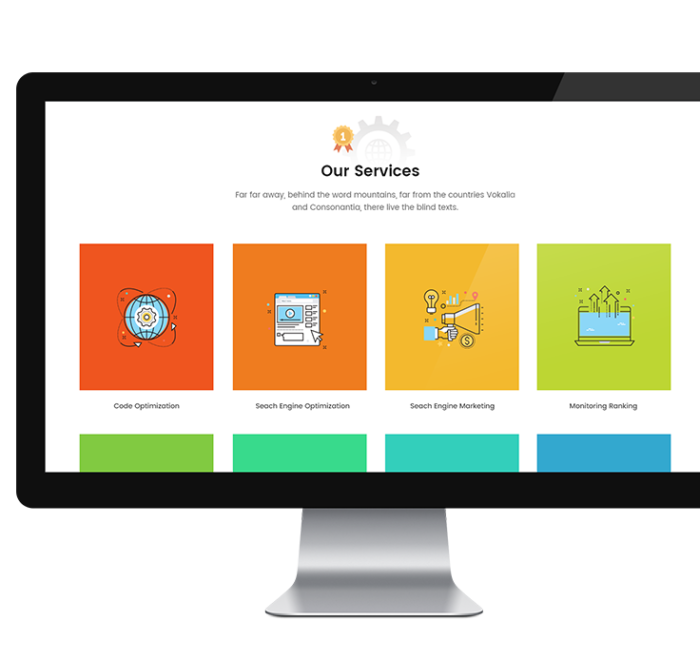 1
Our Services
Far far away, behind the word mountains, far from the countries Vokalia
and Consonantia, there live the blind texts.
$
Code Optimization
Seach Engine Optimization
Seach Engine Marketing
Monitoring Ranking